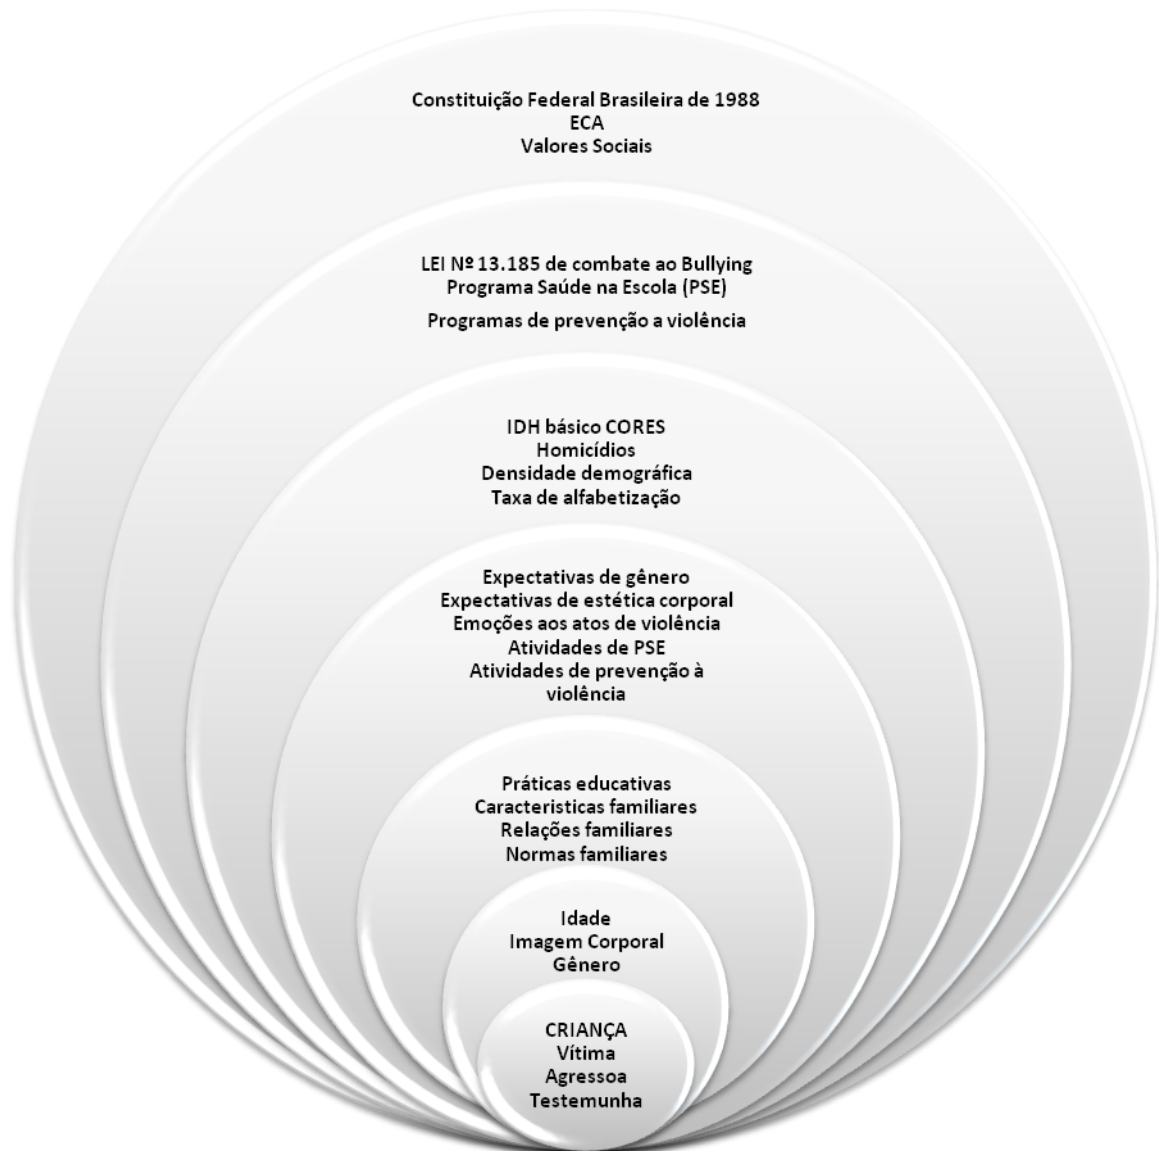 Constituição Federal Brasileira de 1988
ECA
Valores Sociais
LEI Nº 13.185 de combate ao Bullying
Programa Saúde na Escola (PSE)
Programas de prevenção a violência
IDH básico CORES
Homicídios
Densidade demográfica
Taxa de alfabetização
Expectativas de gênero
Expectativas de estética corporal
Emoções aos atos de violência
Atividades de PSE
Atividades de prevenção à
violência
Práticas educativas
Caracteristicas familiares
Relações familiares
Normas familiares
Idade
Imagem Corporal
Gênero
CRIANÇA
Vítima
Agressoa
Testemunha